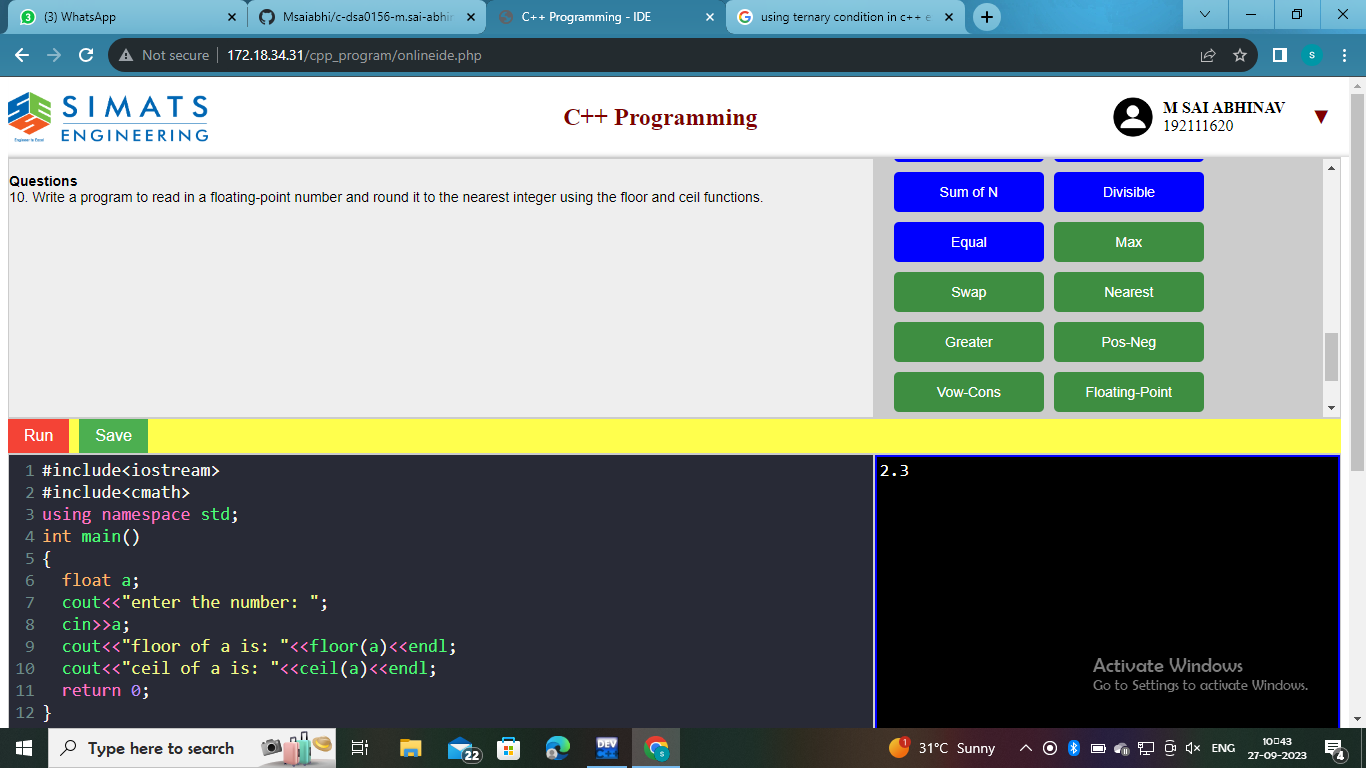 (3) WhatsApp
Msaiabhi/c-dsa0156-m.sai-abhin
C++ Programming - IDE
using ternary condition in c++ e
Not secure
172.18.34.31/cpp_program/onlineide.php
S
SIMATS
ENGINEERING
Engineer to Excel
C++ Programming
M SAI ABHINAV
192111620
Questions
10. Write a program to read in a floating-point number and round it to the nearest integer using the floor and ceil functions.
Sum of N
Divisible
Equal
Max
Swap
Nearest
Greater
Pos-Neg
Vow-Cons
Floating-Point
Run
Save
1 #include<iostream>
2 #include<cmath>
3 using namespace std;
4 int main()
5 {
6 float a;
7 cout<<"enter the number: ";
8 cin>>a;
9 cout<<"floor of a is: "<<floor(a)<<endl;
10 cout<<"ceil of a is: "<<ceil(a)<<endl;
11 return 0;
12 }
2.3
Activate Windows
Go to Settings to activate Windows.
Type here to search
22
DEV
S
1
31°C Sunny
ENG
10:43
27-09-2023
4